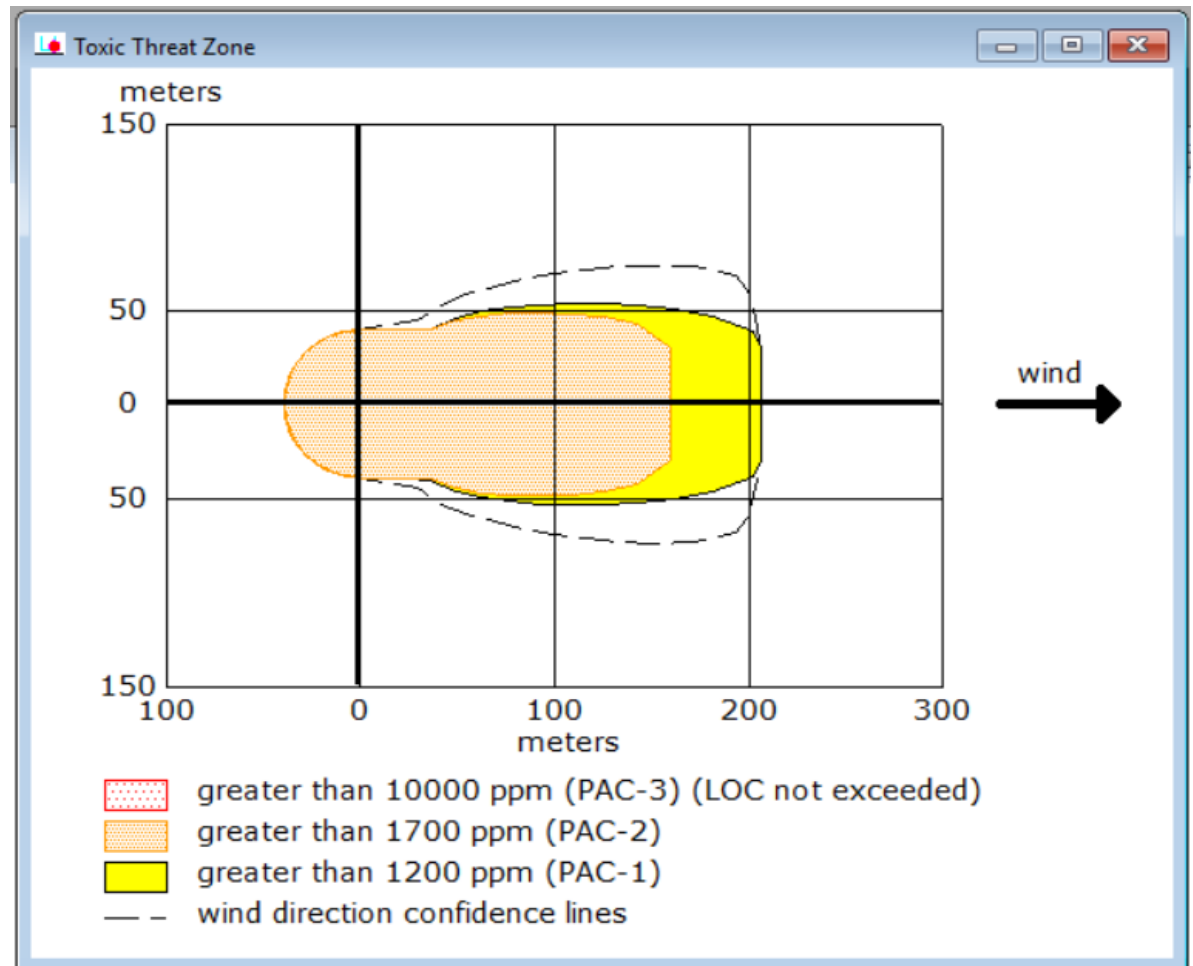 Toxic Threat Zone
meters
150
50
0
50
150
wind
100 0 100 200 300
meters
greater than 10000 ppm (PAC-3) (LOC not exceeded)
greater than 1700 ppm (PAC-2)
greater than 1200 ppm (PAC-1)
wind direction confidence lines